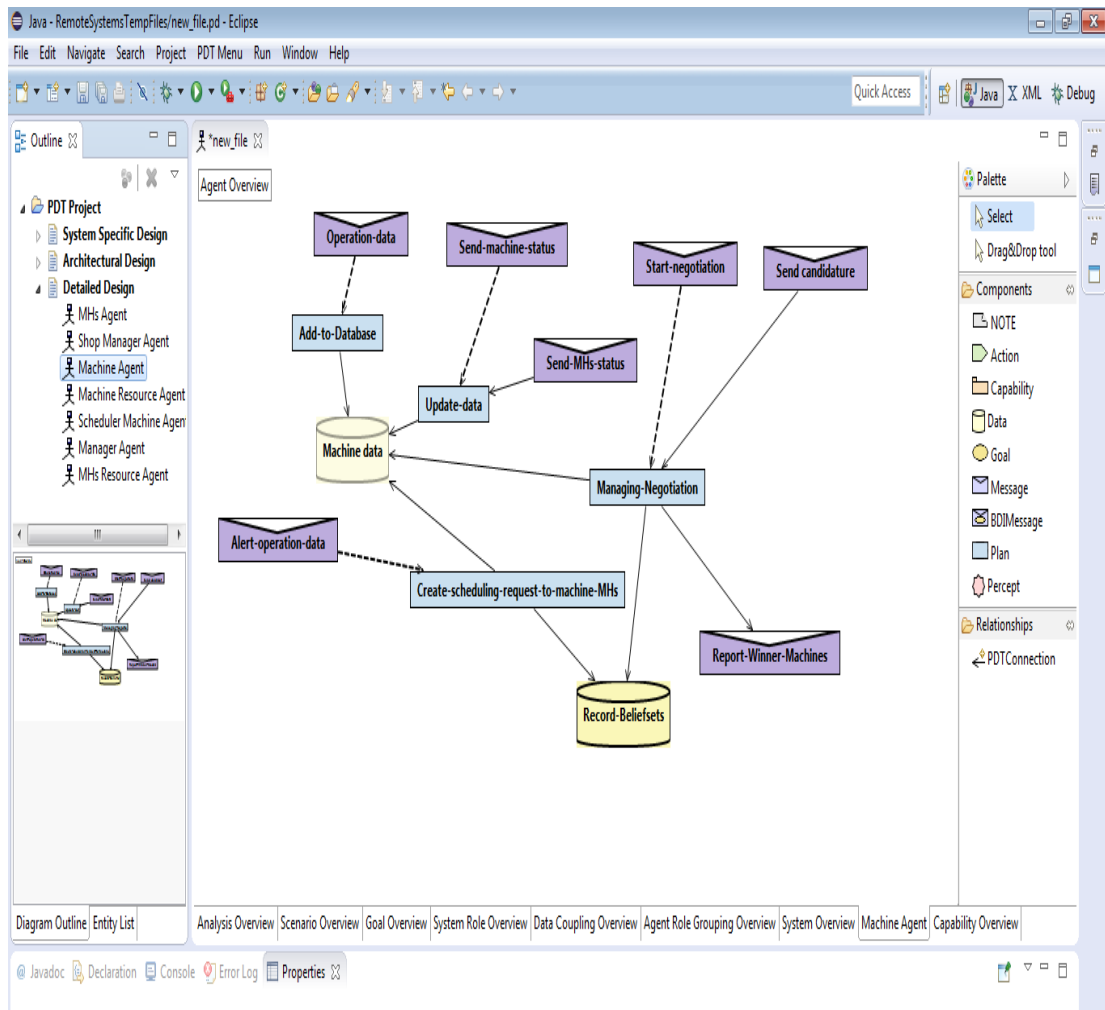 Java - RemoteSystemsTempFiles/new_file.pd - Eclipse
File Edit Navigate Search Project PDT Menu Run Window Help
Quick Access
Java
XML
Debug
Outline
*new_file
PDT Project
System Specific Design
Architectural Design
Detailed Design
MHs Agent
Shop Manager Agent
Machine Agent
Machine Resource Agent
Scheduler Machine Agen
Manager Agent
MHs Resource Agent
Diagram Outline
Entity List
Agent Overview
Operation-data
Send-machine-status
Start-negotiation
Send candidature
Add-to-Database
Send-MHs-status
Update-data
Machine data
Managing-Negotiation
Alert-operation-data
Create-scheduling-request-to-machine-MHs
Report-Winner-Machines
Record-Beliefsets
Palette
Select
Drag&Drop tool
Components
NOTE
Action
Capability
Data
Goal
Message
BDIMessage
Plan
Percept
Relationships
PDTConnection
Analysis Overview
Scenario Overview
Goal Overview
System Role Overview
Data Coupling Overview
Agent Role Grouping Overview
System Overview
Machine Agent
Capability Overview
@ Javadoc
Declaration
Console
Error Log
Properties